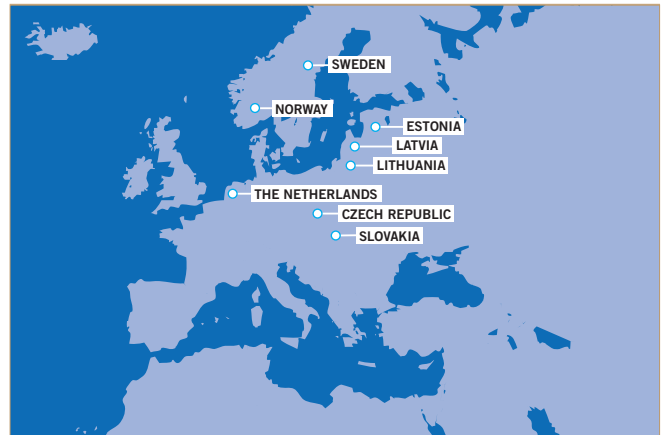 SWEDEN
NORWAY
ESTONIA
LATVIA
LITHUANIA
THE NETHERLANDS
CZECH REPUBLIC
SLOVAKIA